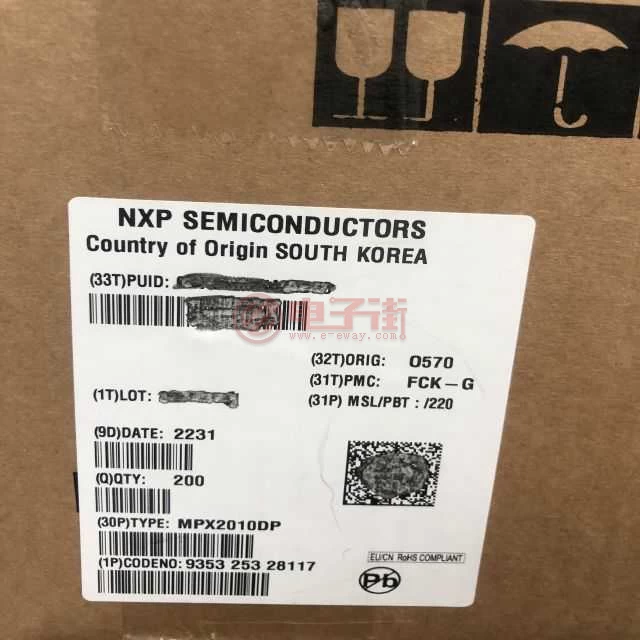 NXP SEMICONDUCTORS
Country of Origin SOUTH KOREA
(33T)PUID:
电子街
www.e-eway.com
(32T)ORIG: 0570
(31T)PMC: FCK-G
(1T)LOT:
(31P) MSL/PBT : /220
(9D)DATE: 2231
(Q)QTY: 200
(30P)TYPE: MPX2010DP
(1P)CODENO: 9353 253 28117
EU/CN RoHS COMPLIANT
Pb